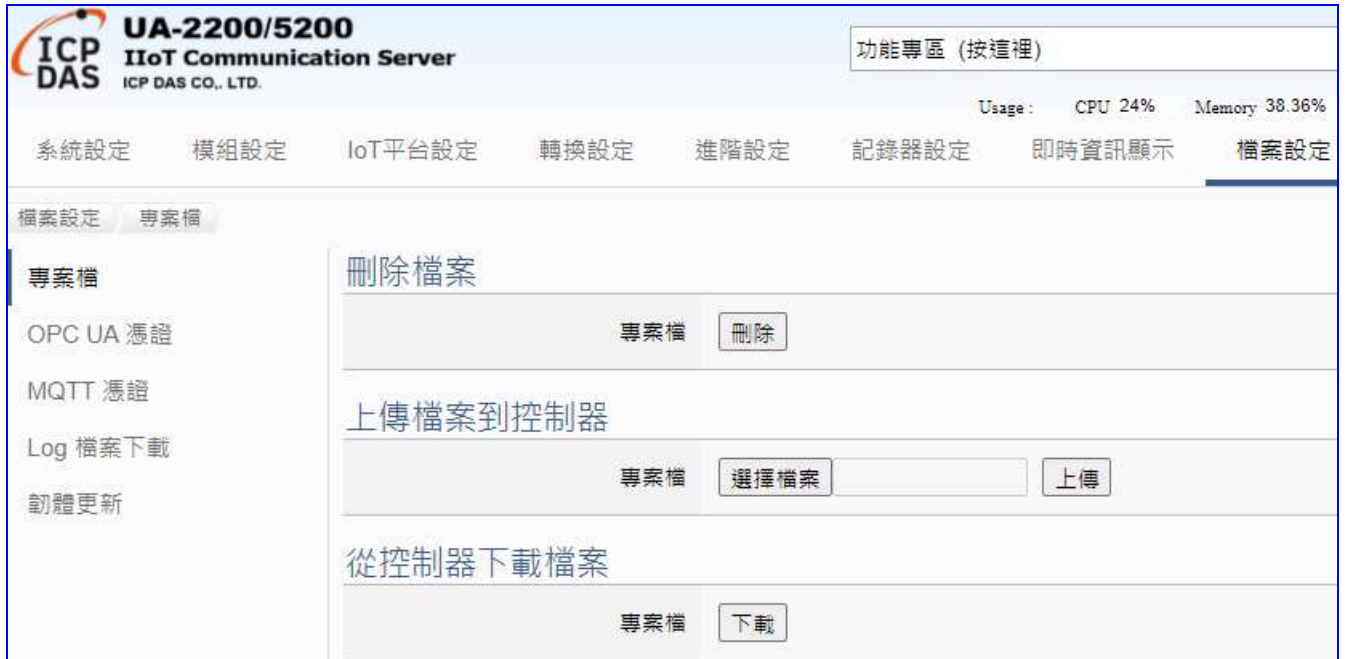 ICP
DAS
UA-2200/5200
IIoT Communication Server
ICP DAS CO,. LTD.
功能專區 (按這裡)
Usage : CPU 24% Memory 38.36%
系統設定 模組設定 IoT平台設定 轉換設定 進階設定 記錄器設定 即時資訊顯示 檔案設定
檔案設定 專案檔
專案檔
OPC UA 憑證
MQTT 憑證
Log 檔案下載
韌體更新
刪除檔案
專案檔 刪除
上傳檔案到控制器
專案檔 選擇檔案 上傳
從控制器下載檔案
專案檔 下載